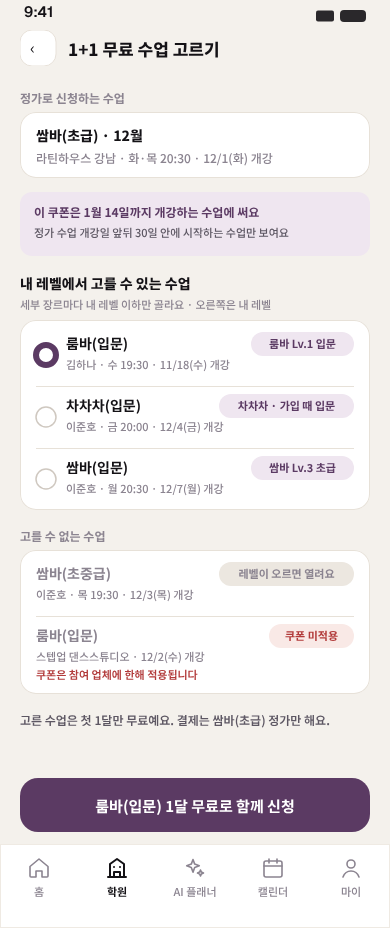 9:41
‹
1+1 무료 수업 고르기
정가로 신청하는 수업
쌈바(초급) · 12월
라틴하우스 강남 · 화·목 20:30 · 12/1(화) 개강
이 쿠폰은 1월 14일까지 개강하는 수업에 써요
정가 수업 개강일 앞뒤 30일 안에 시작하는 수업만 보여요
내 레벨에서 고를 수 있는 수업
세부 장르마다 내 레벨 이하만 골라요 · 오른쪽은 내 레벨
룸바(입문)
룸바 Lv.1 입문
김하나 · 수 19:30 · 11/18(수) 개강
차차차(입문)
차차차 · 가입 때 입문
이준호 · 금 20:00 · 12/4(금) 개강
쌈바(입문)
쌈바 Lv.3 초급
이준호 · 월 20:30 · 12/7(월) 개강
고를 수 없는 수업
쌈바(초중급)
레벨이 오르면 열려요
이준호 · 목 19:30 · 12/3(목) 개강
룸바(입문)
쿠폰 미적용
스텝업 댄스스튜디오 · 12/2(수) 개강
쿠폰은 참여 업체에 한해 적용됩니다
고른 수업은 첫 1달만 무료예요. 결제는 쌈바(초급) 정가만 해요.
룸바(입문) 1달 무료로 함께 신청
홈
학원
AI 플래너
캘린더
마이